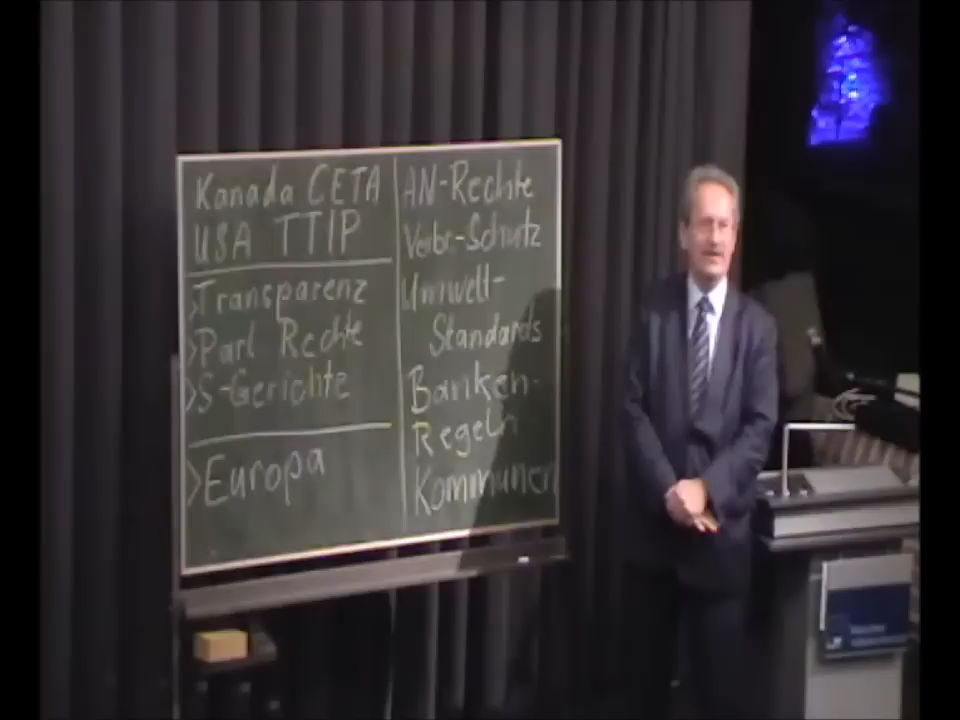 Kanada CETA
USA TTIP
>Transparenz
>Parl Rechte
>S-Gerichte
>Europa
AN-Rechte
Verbr-Schutz
Umwelt-
Standards
Banken-
Regeln
Kommunen